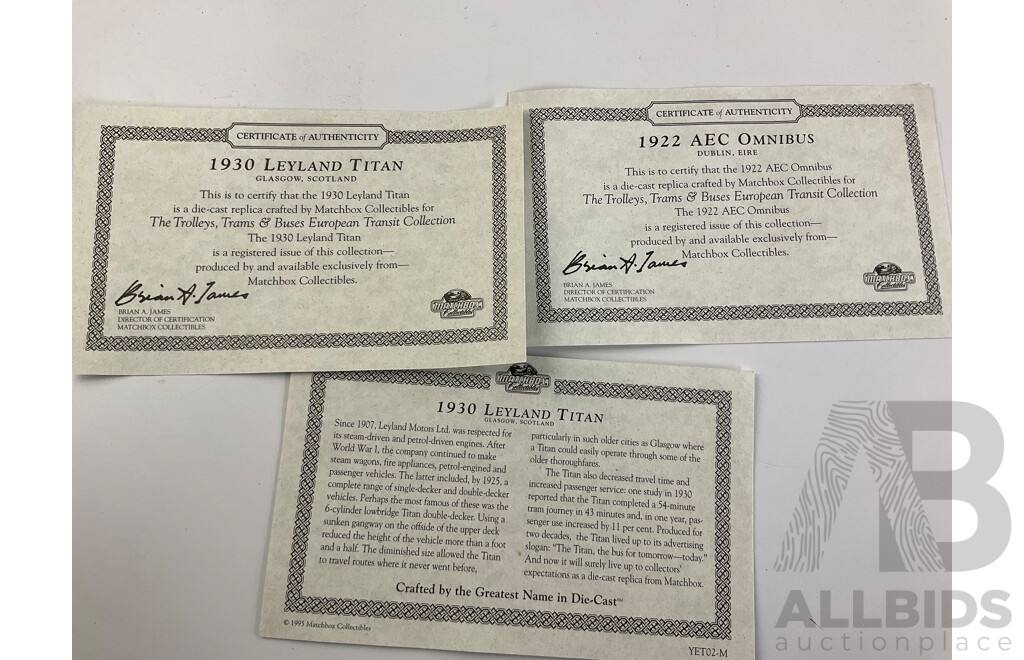 CERTIFICATE of AUTHENTICITY
1930 LEYLAND TITAN
GLASGOW, SCOTLAND
This is to certify that the 1930 Leyland Titan
is a die-cast replica crafted by Matchbox Collectibles for
The Trolleys, Trams & Buses European Transit Collection
The 1930 Leyland Titan
is a registered issue of this collection—
produced by and available exclusively from—
Matchbox Collectibles.
Brian A. James
BRIAN A. JAMES
DIRECTOR OF CERTIFICATION
MATCHBOX COLLECTIBLES
MATCHBOX
Collectibles
CERTIFICATE of AUTHENTICITY
1922 AEC OMNIBUS
DUBLIN, EIRE
This is to certify that the 1922 AEC Omnibus
is a die-cast replica crafted by Matchbox Collectibles for
The Trolleys, Trams & Buses European Transit Collection
The 1922 AEC Omnibus
is a registered issue of this collection—
produced by and available exclusively from—
Matchbox Collectibles.
Brian A. James
BRIAN A. JAMES
DIRECTOR OF CERTIFICATION
MATCHBOX COLLECTIBLES
MATCHBOX
Collectibles
MATCHBOX
Collectibles
1930 LEYLAND TITAN
GLASGOW, SCOTLAND
Since 1907, Leyland Motors Ltd. was respected for
its steam-driven and petrol-driven engines. After
World War I, the company continued to make
steam wagons, fire appliances, petrol-engined and
passenger vehicles. The latter included, by 1925, a
complete range of single-decker and double-decker
vehicles. Perhaps the most famous of these was the
6-cylinder lowbridge Titan double-decker. Using a
sunken gangway on the offside of the upper deck
reduced the height of the vehicle more than a foot
and a half. The diminished size allowed the Titan
to travel routes where it never went before,
particularly in such older cities as Glasgow where
a Titan could easily operate through some of the
older thoroughfares.
The Titan also decreased travel time and
increased passenger service: one study in 1930
reported that the Titan completed a 54-minute
tram journey in 43 minutes and, in one year, pas-
senger use increased by 11 per cent. Produced for
two decades, the Titan lived up to its advertising
slogan: "The Titan, the bus for tomorrow—today."
And now it will surely live up to collectors'
expectations as a die-cast replica from Matchbox.
Crafted by the Greatest Name in Die-Cast℠
© 1995 Matchbox Collectibles
YET02-M
AB
ALLBIDS
auctionplace